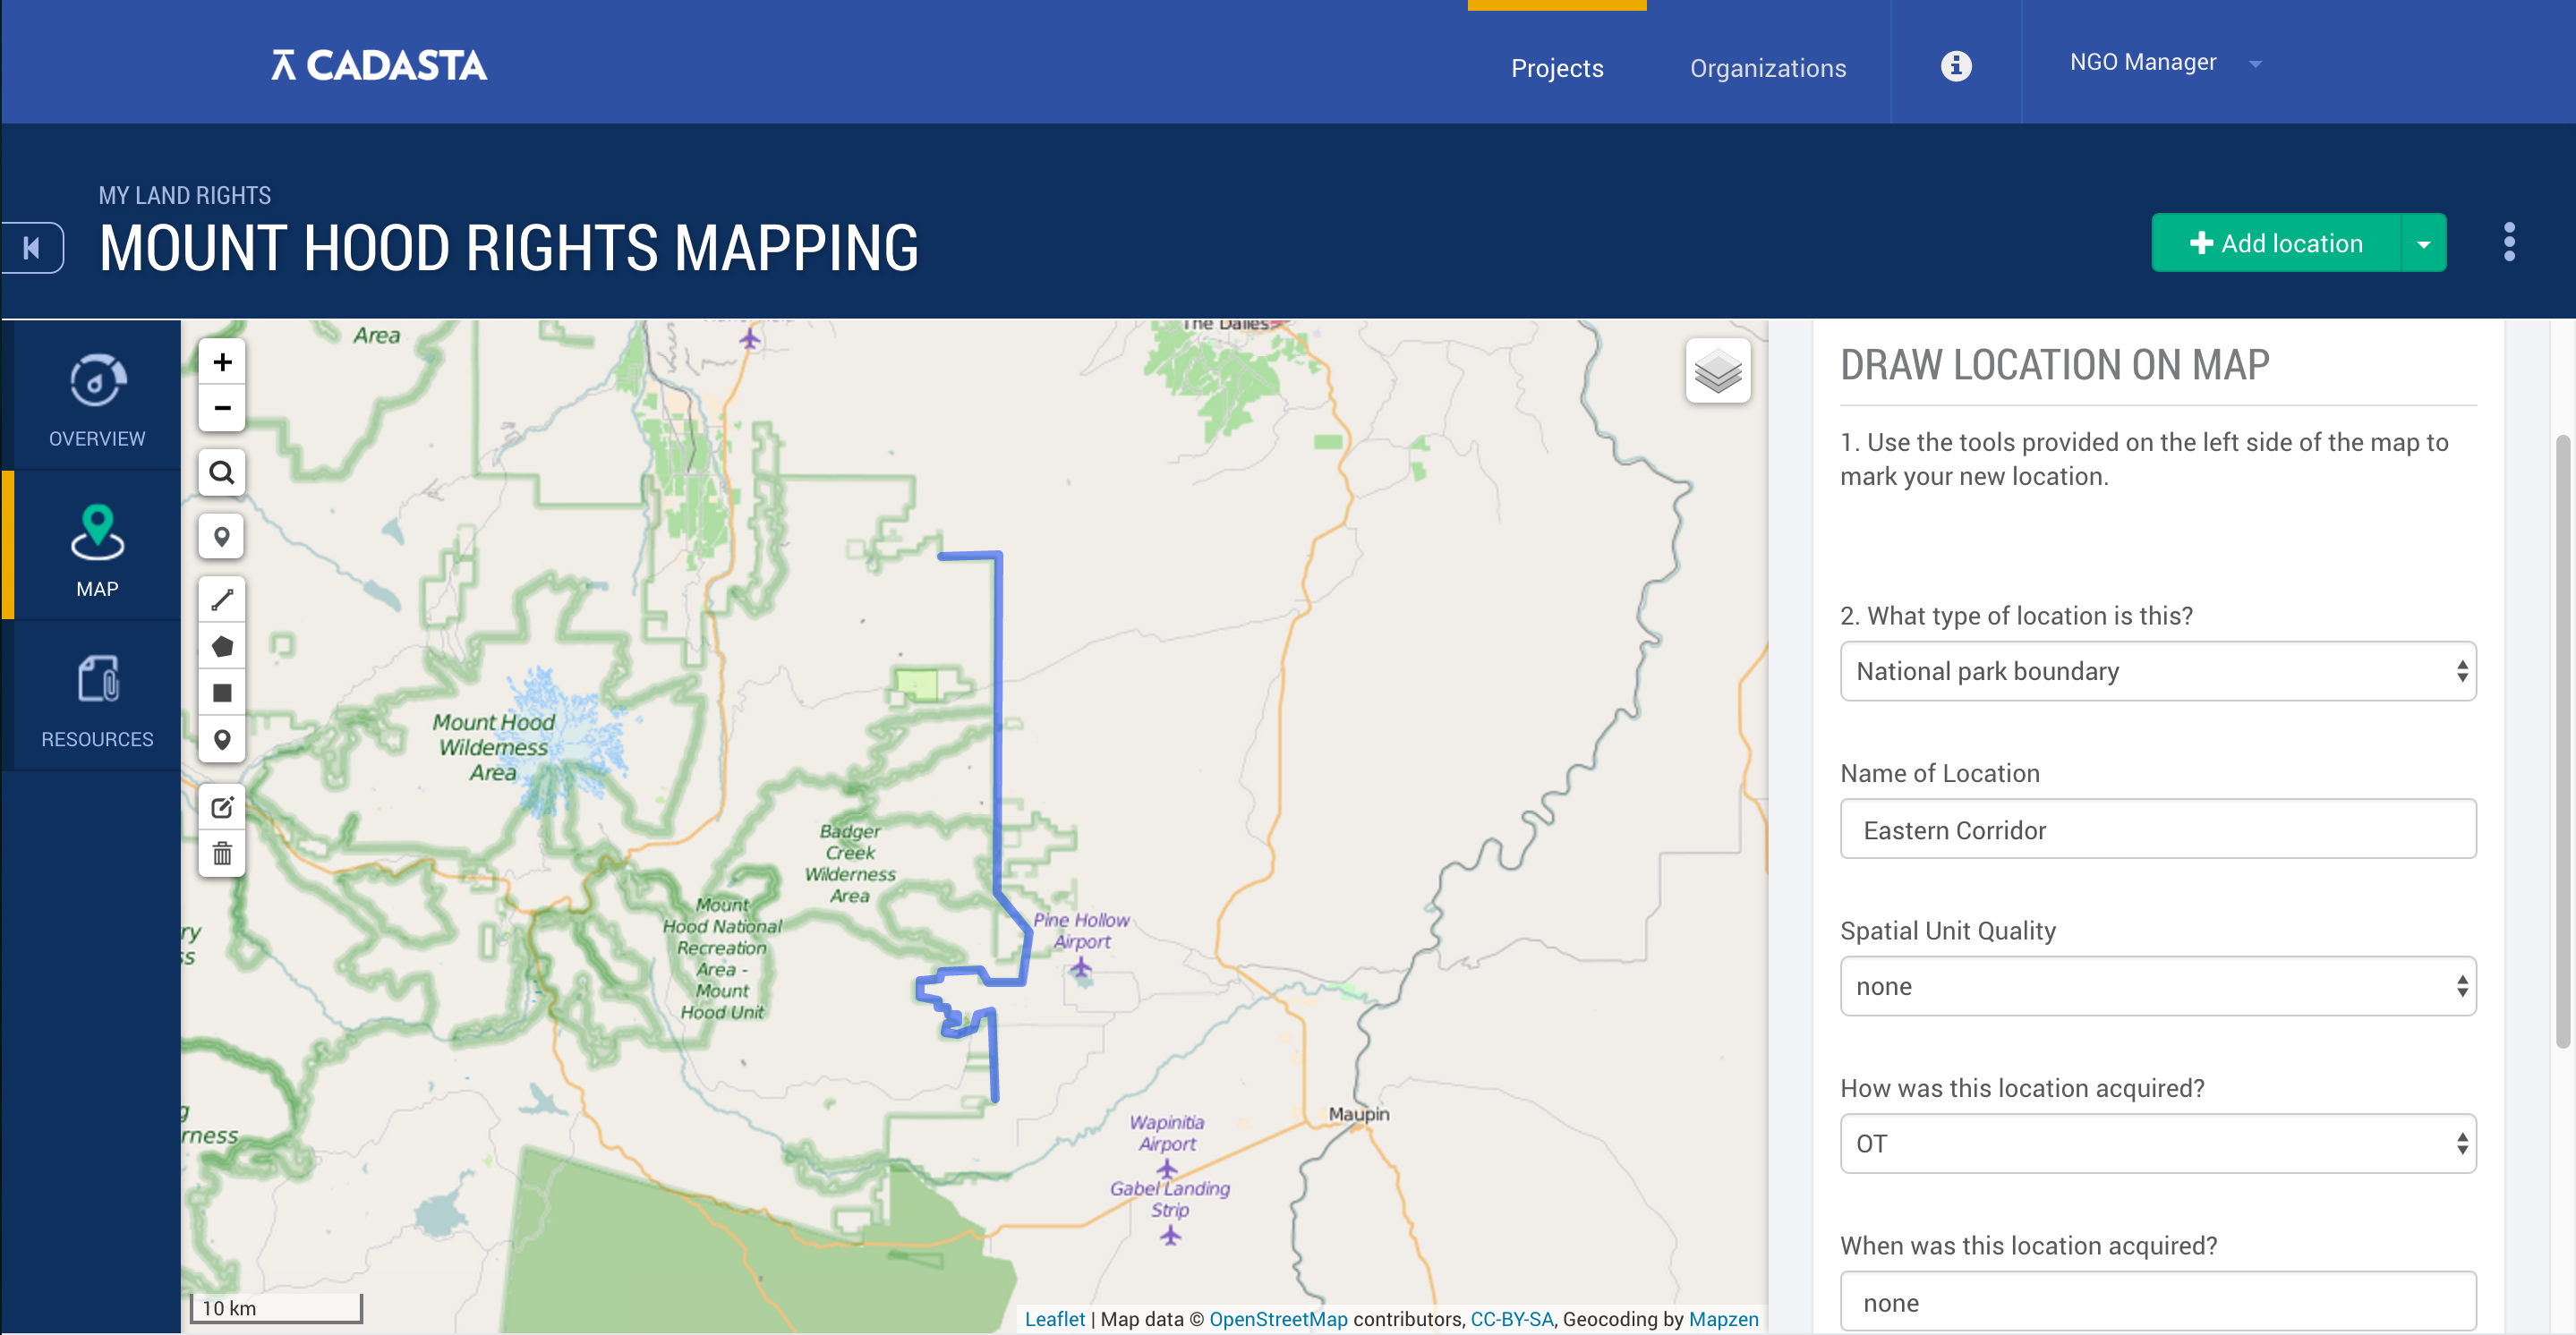 CADASTA
Projects
Organizations
NGO Manager
MY LAND RIGHTS
MOUNT HOOD RIGHTS MAPPING
Add location
OVERVIEW
MAP
RESOURCES
Area
The Dalles
Mount Hood
Wilderness
Area
Badger
Creek
Wilderness
Area
Mount
Hood National
Recreation
Area -
Mount
Hood Unit
Pine Hollow
Airport
ry
ss
g
rness
Wapinitia
Airport
Gabel Landing
Strip
Maupin
10 km
Leaflet | Map data © OpenStreetMap contributors, CC-BY-SA, Geocoding by Mapzen
DRAW LOCATION ON MAP
1. Use the tools provided on the left side of the map to
mark your new location.
2. What type of location is this?
National park boundary
Name of Location
Eastern Corridor
Spatial Unit Quality
none
How was this location acquired?
OT
When was this location acquired?
none